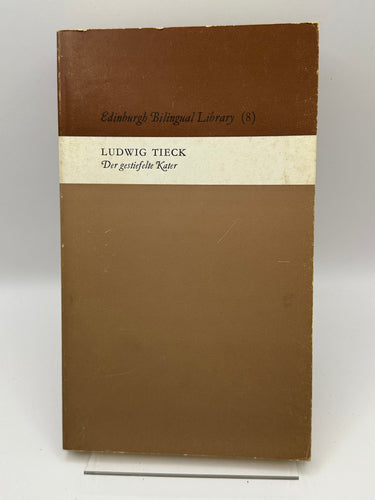 Edinburgh Bilingual Library (8)
LUDWIG TIECK
Der gestiefelte Kater